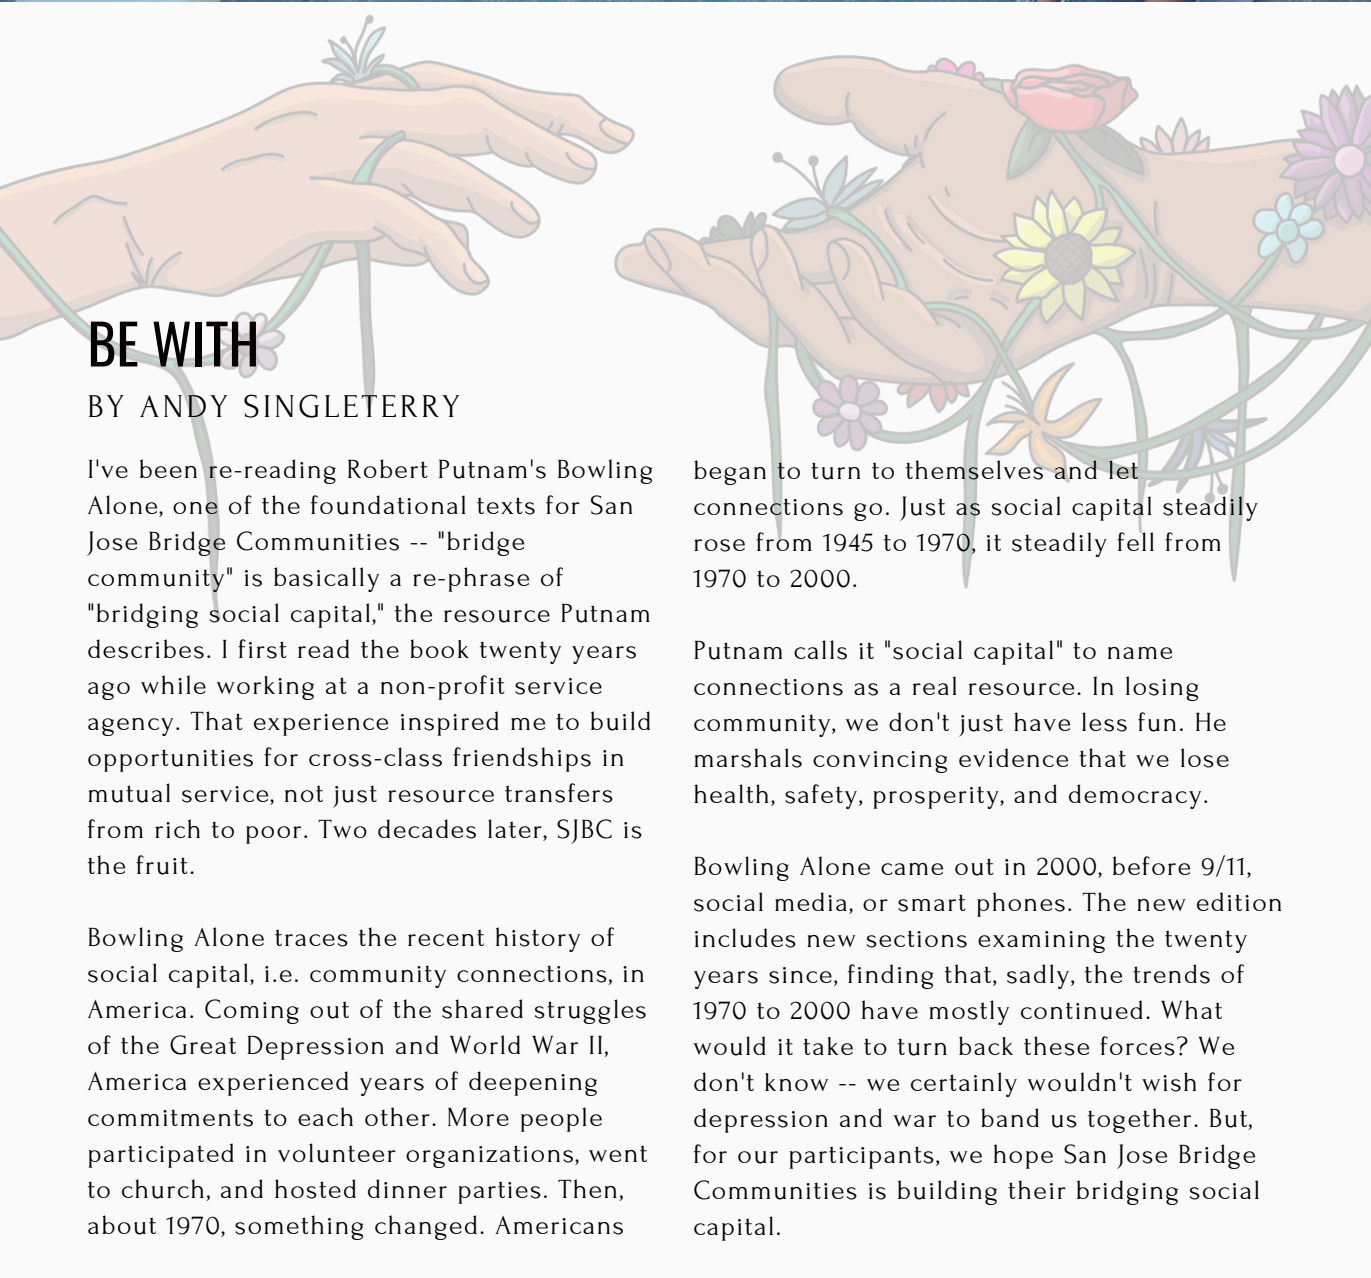 BE WITH
BY ANDY SINGLETERRY
I've been re-reading Robert Putnam's Bowling
Alone, one of the foundational texts for San
Jose Bridge Communities -- "bridge
community" is basically a re-phrase of
"bridging social capital," the resource Putnam
describes. I first read the book twenty years
ago while working at a non-profit service
agency. That experience inspired me to build
opportunities for cross-class friendships in
mutual service, not just resource transfers
from rich to poor. Two decades later, SJBC is
the fruit.
Bowling Alone traces the recent history of
social capital, i.e. community connections, in
America. Coming out of the shared struggles
of the Great Depression and World War II,
America experienced years of deepening
commitments to each other. More people
participated in volunteer organizations, went
to church, and hosted dinner parties. Then,
about 1970, something changed. Americans
began to turn to themselves and let
connections go. Just as social capital steadily
rose from 1945 to 1970, it steadily fell from
1970 to 2000.
Putnam calls it "social capital" to name
connections as a real resource. In losing
community, we don't just have less fun. He
marshals convincing evidence that we lose
health, safety, prosperity, and democracy.
Bowling Alone came out in 2000, before 9/11,
social media, or smart phones. The new edition
includes new sections examining the twenty
years since, finding that, sadly, the trends of
1970 to 2000 have mostly continued. What
would it take to turn back these forces? We
don't know -- we certainly wouldn't wish for
depression and war to band us together. But,
for our participants, we hope San Jose Bridge
Communities is building their bridging social
capital.